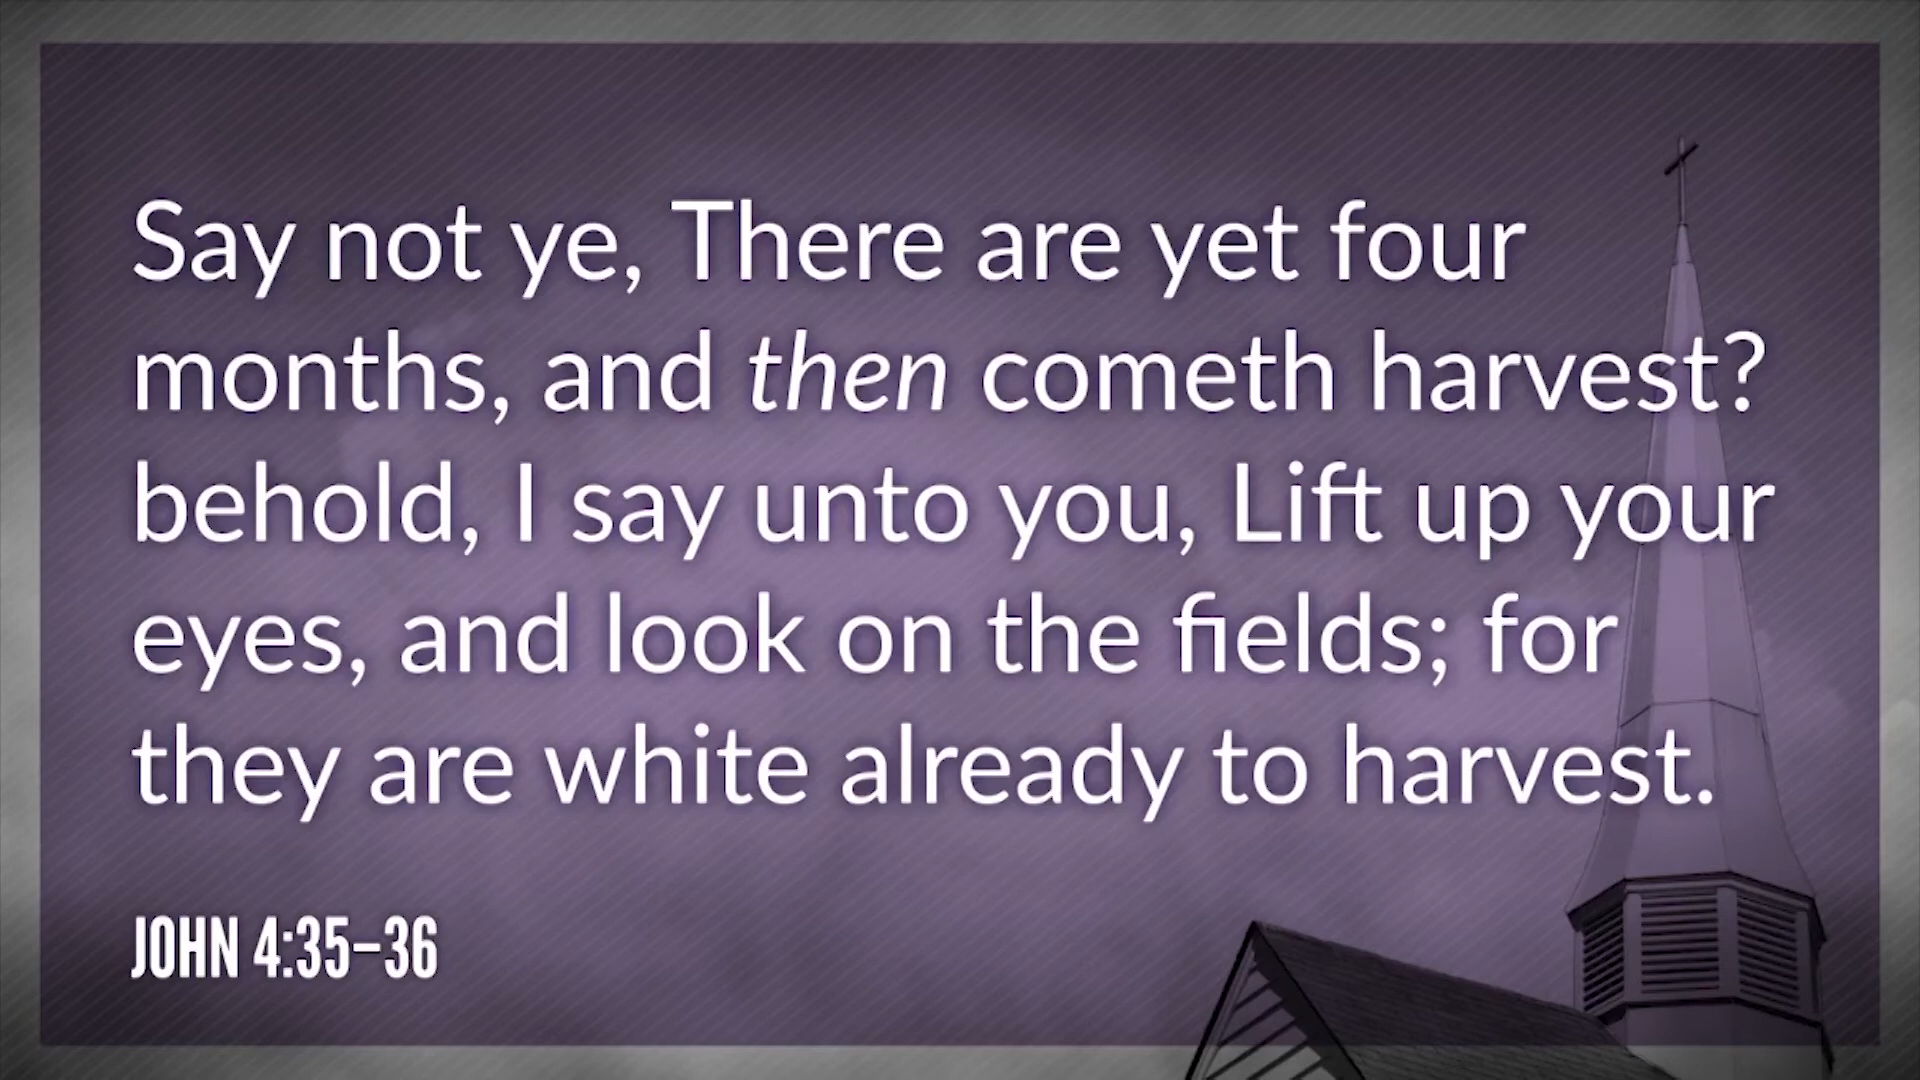 Say not ye, There are yet four
months, and then cometh harvest?
behold, I say unto you, Lift up your
eyes, and look on the fields; for
they are white already to harvest.
JOHN 4:35–36